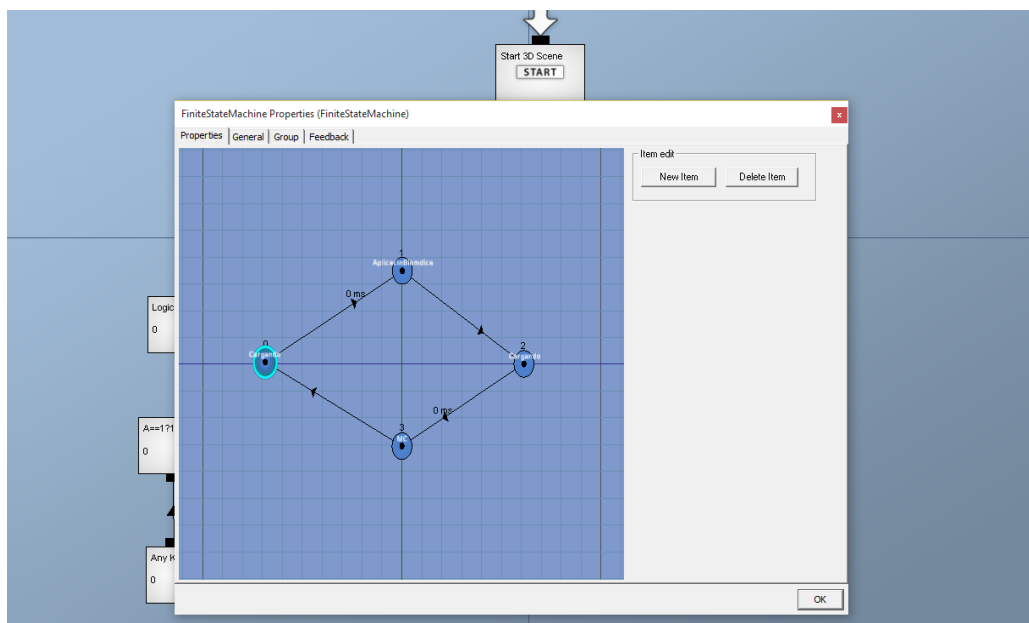 Start 3D Scene
START
FiniteStateMachine Properties (FiniteStateMachine)
x
Properties
General
Group
Feedback
Item edit
New Item
Delete Item
1
0 ms
0
Cargando
2
Cargando
0 ms
3
MC
Logic
0
A==1?1
0
Any K
0
OK